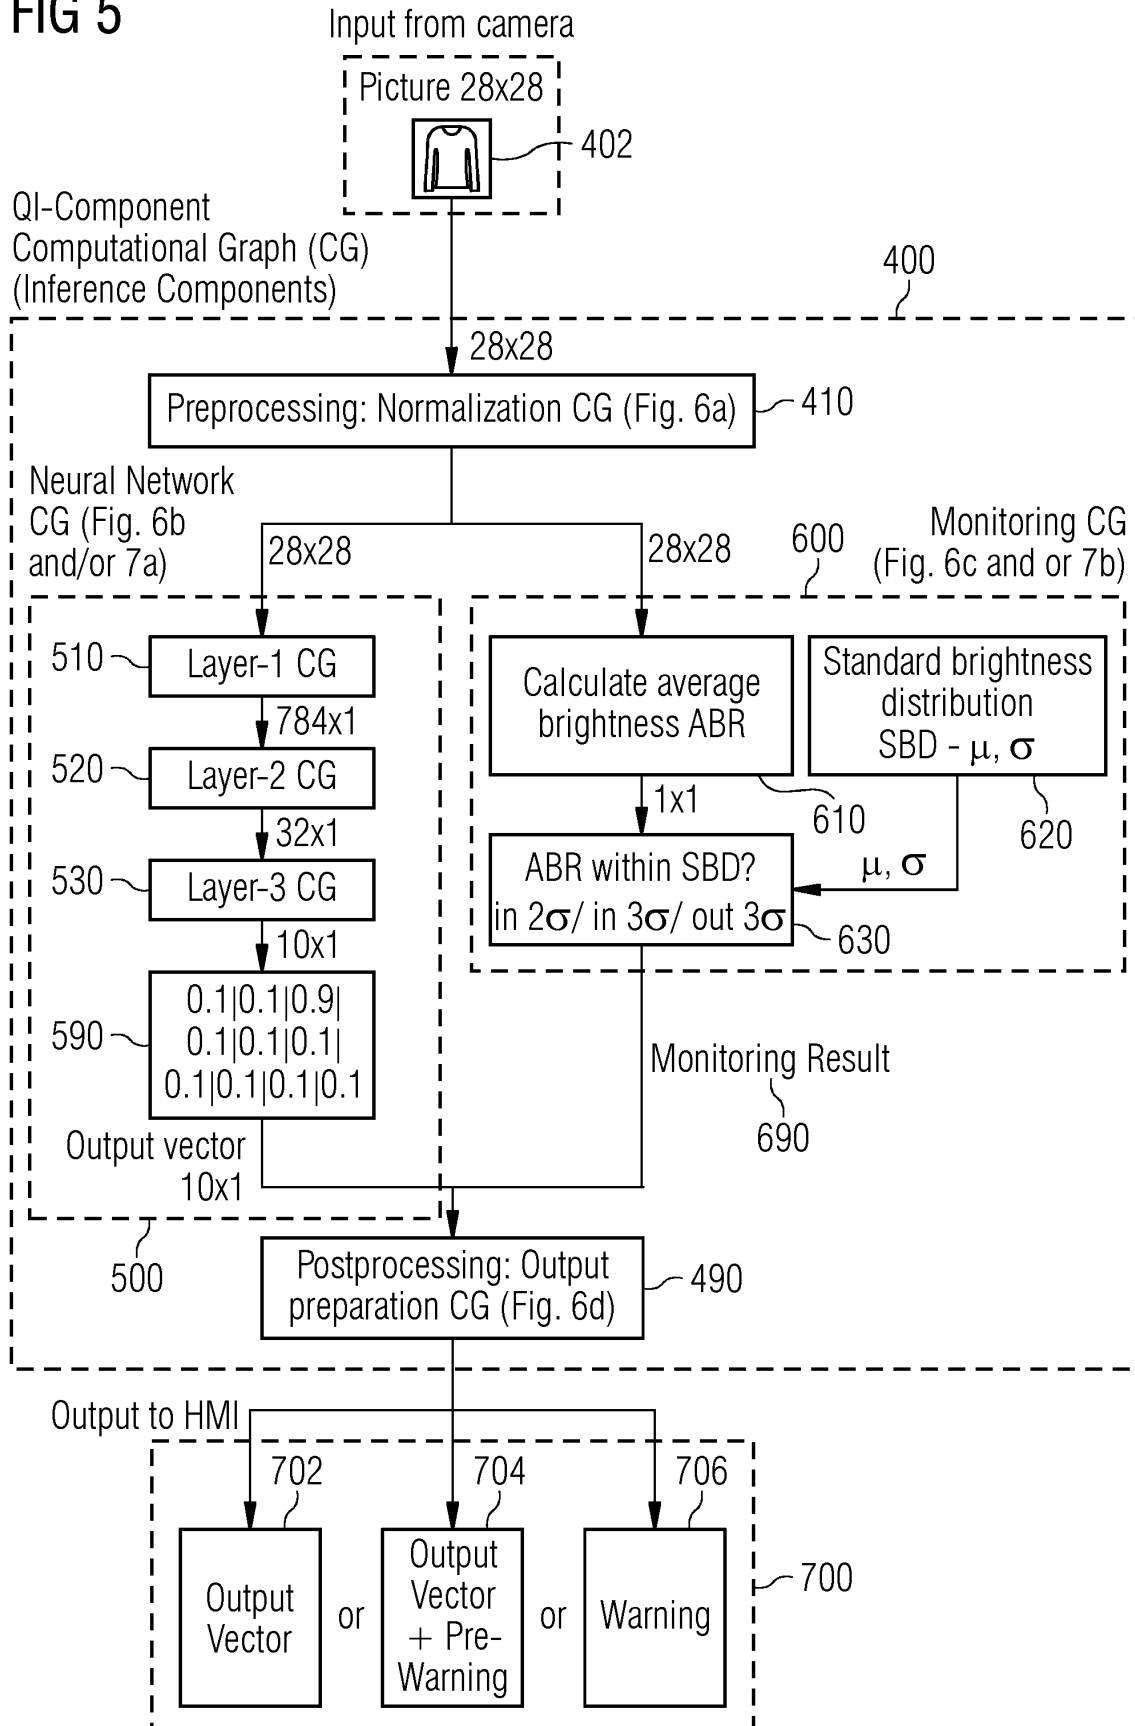 FIG 5
Input from camera
Picture 28x28
402
QI-Component
Computational Graph (CG)
(Inference Components)
400
28x28
Preprocessing: Normalization CG (Fig. 6a)
410
Neural Network
CG (Fig. 6b
and/or 7a)
28x28
28x28
600
Monitoring CG
(Fig. 6c and or 7b)
510
Layer-1 CG
784x1
520
Layer-2 CG
32x1
530
Layer-3 CG
10x1
590
0.1|0.1|0.9|
0.1|0.1|0.1|
0.1|0.1|0.1|0.1
Output vector
10x1
500
Calculate average
brightness ABR
610
1x1
Standard brightness
distribution
SBD - μ, σ
620
μ, σ
ABR within SBD?
in 2σ/ in 3σ/ out 3σ
630
Monitoring Result
690
Postprocessing: Output
preparation CG (Fig. 6d)
490
Output to HMI
702
704
706
Output
Vector
or
Output
Vector
+ Pre-
Warning
or
Warning
700